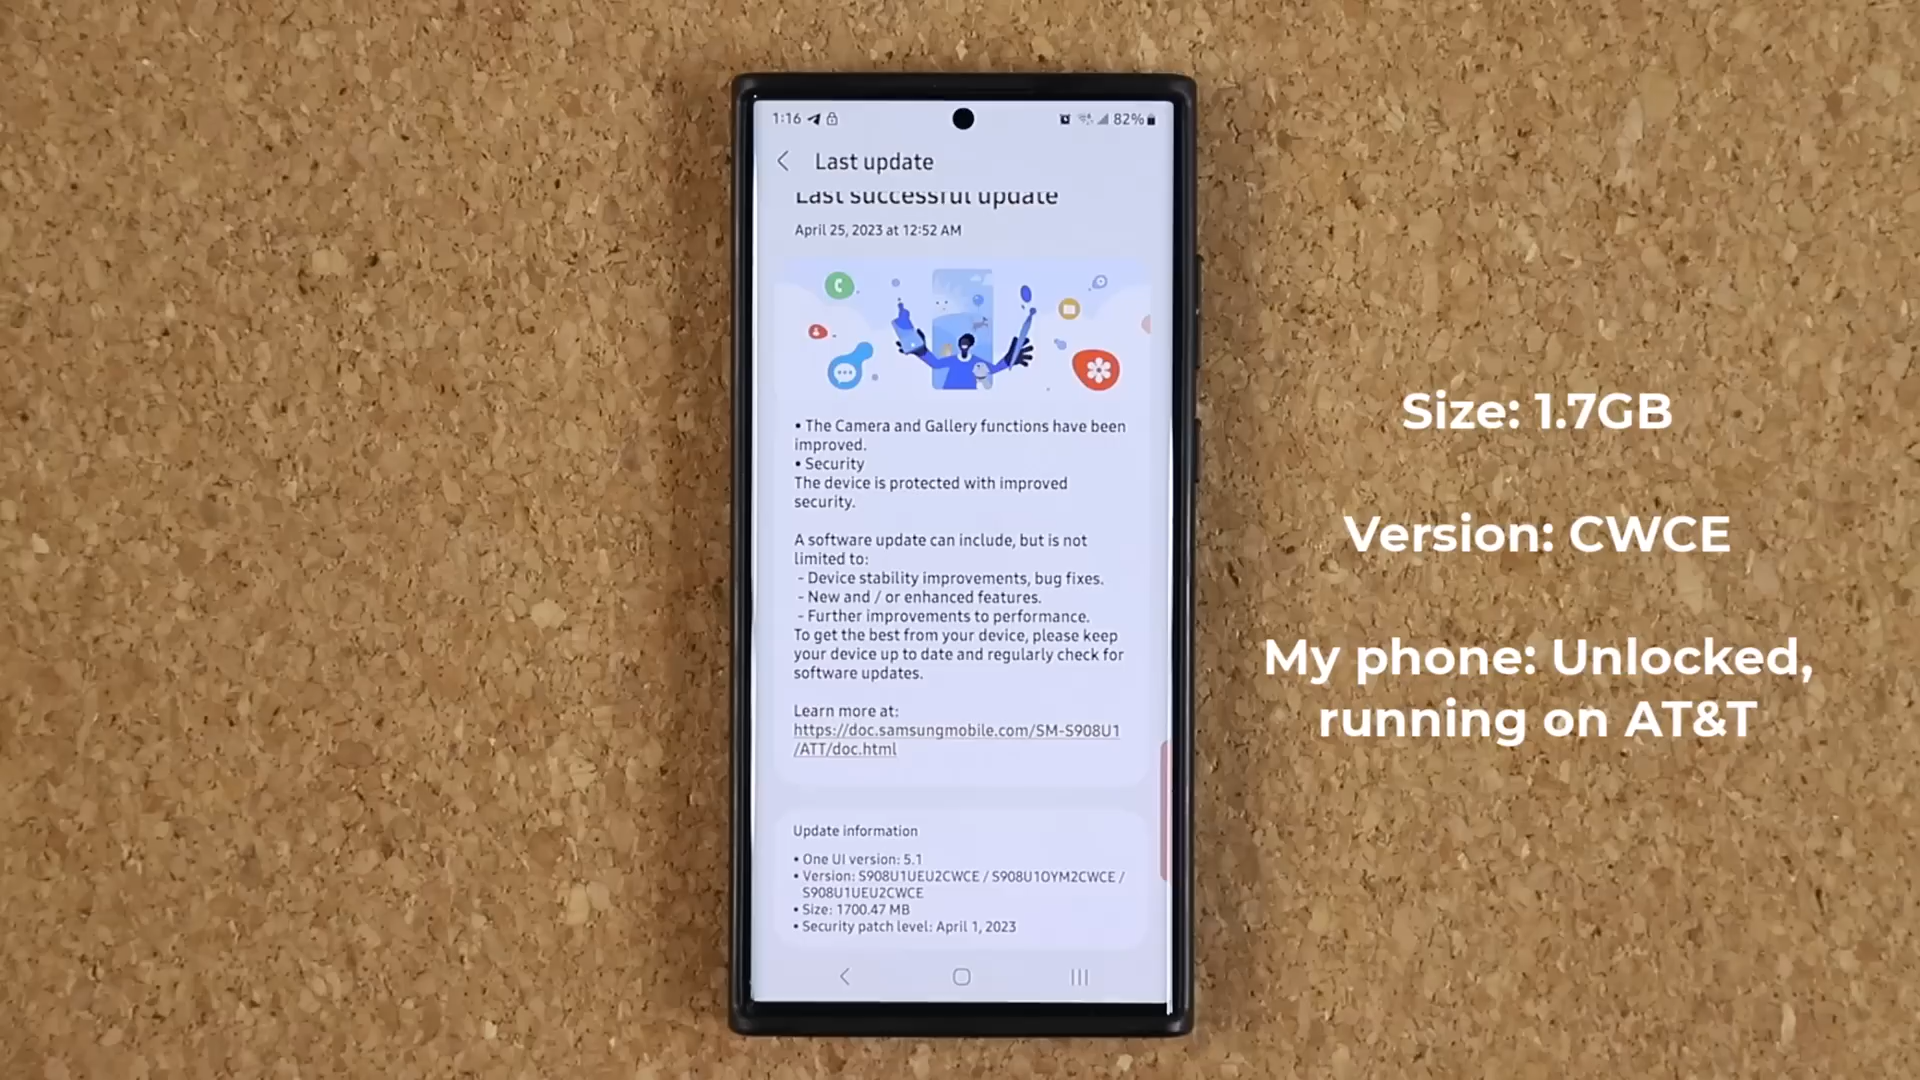 1:16
82%
Last update
Last successful update
April 25, 2023 at 12:52 AM
• The Camera and Gallery functions have been
improved.
• Security
The device is protected with improved
security.
A software update can include, but is not
limited to:
- Device stability improvements, bug fixes.
- New and / or enhanced features.
- Further improvements to performance.
To get the best from your device, please keep
your device up to date and regularly check for
software updates.
Learn more at:
https://doc.samsungmobile.com/SM-S908U1
/ATT/doc.html
Update information
• One UI version: 5.1
• Version: S908U1UEU2CWCE / S908U1OYM2CWCE /
S908U1UEU2CWCE
• Size: 1700.47 MB
• Security patch level: April 1, 2023
Size: 1.7GB
Version: CWCE
My phone: Unlocked,
running on AT&T